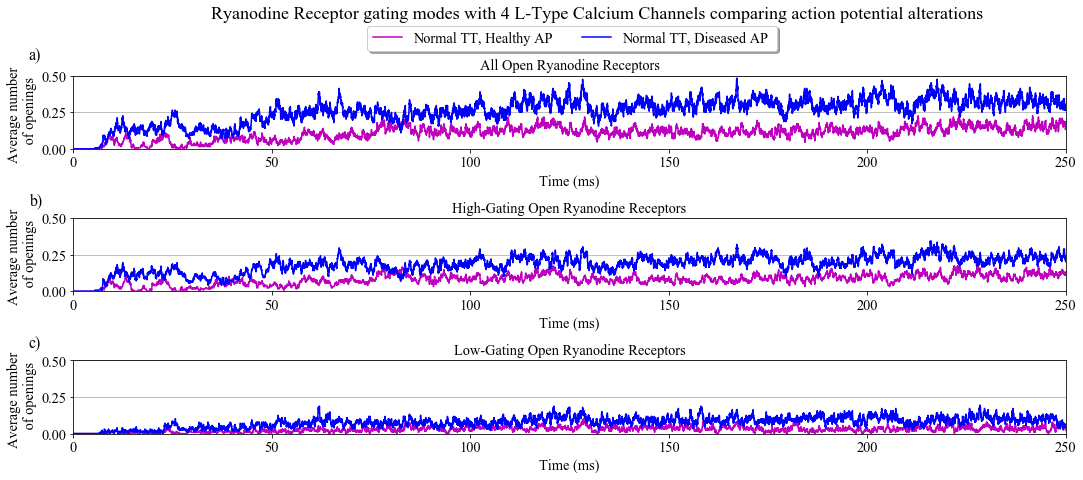 Ryanodine Receptor gating modes with 4 L-Type Calcium Channels comparing action potential alterations
Normal TT, Healthy AP
Normal TT, Diseased AP
a)
All Open Ryanodine Receptors
Average number
of openings
0.50
0.25
0.00
0
50
100
150
200
250
Time (ms)
b)
High-Gating Open Ryanodine Receptors
Average number
of openings
0.50
0.25
0.00
0
50
100
150
200
250
Time (ms)
c)
Low-Gating Open Ryanodine Receptors
Average number
of openings
0.50
0.25
0.00
0
50
100
150
200
250
Time (ms)